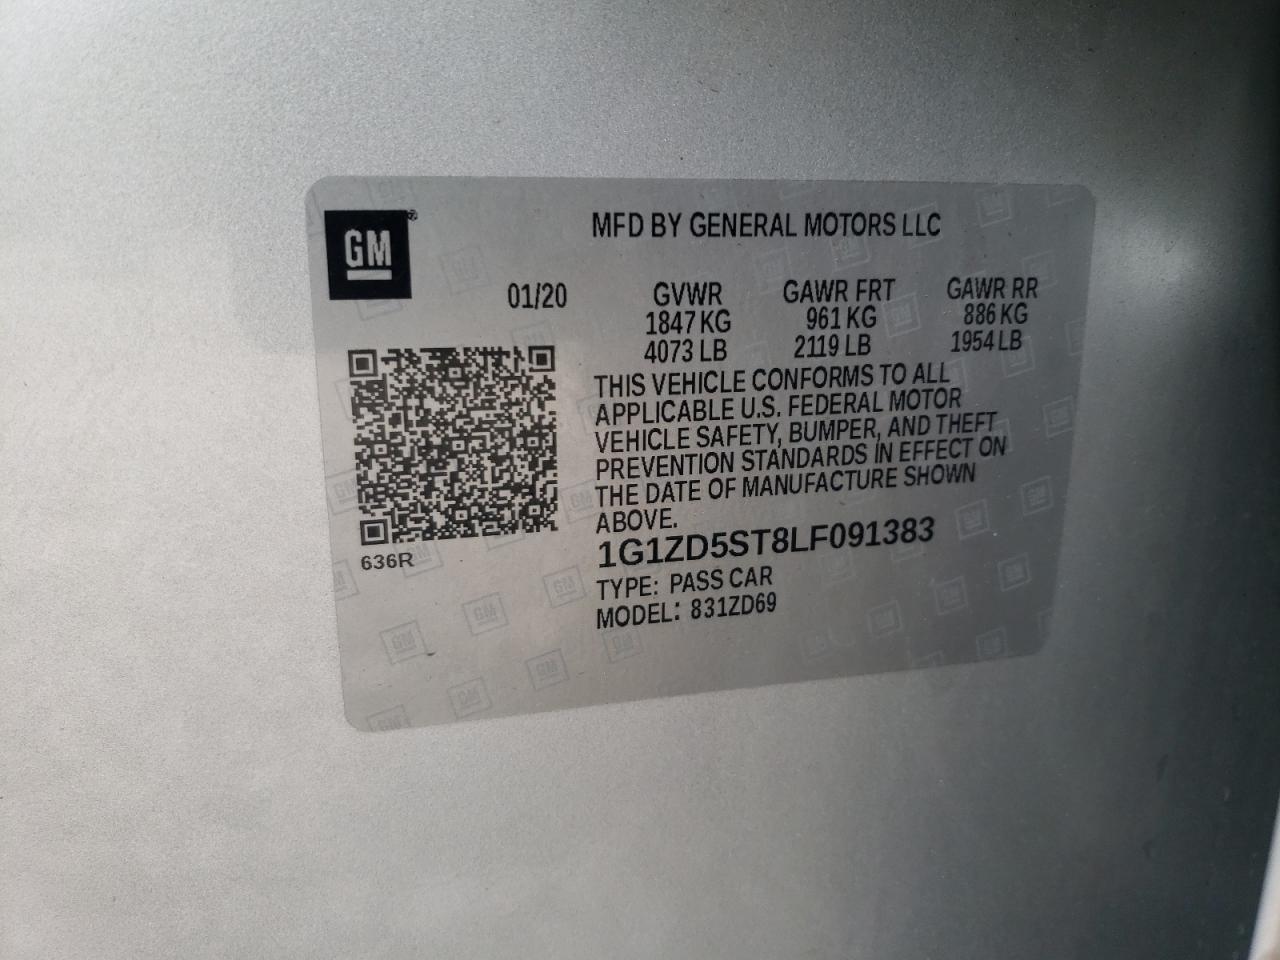 GM ®
MFD BY GENERAL MOTORS LLC
01/20 GVWR GAWR FRT GAWR RR
1847 KG 961 KG 886 KG
4073 LB 2119 LB 1954 LB
THIS VEHICLE CONFORMS TO ALL
APPLICABLE U.S. FEDERAL MOTOR
VEHICLE SAFETY, BUMPER, AND THEFT
PREVENTION STANDARDS IN EFFECT ON
THE DATE OF MANUFACTURE SHOWN
ABOVE.
636R
1G1ZD5ST8LF091383
TYPE: PASS CAR
MODEL: 831ZD69